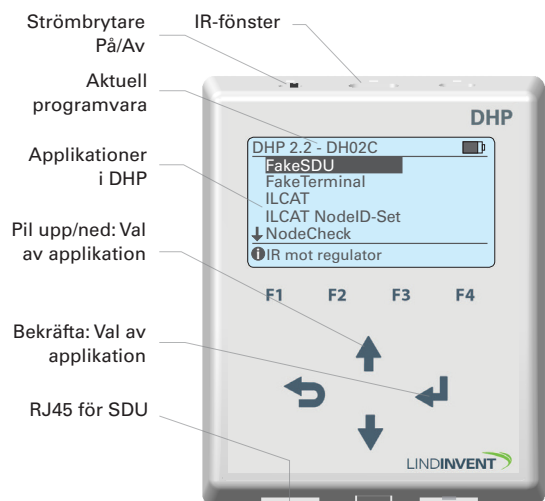 Strömbrytare
På/Av
IR-fönster
Aktuell
programvara
DHP
DHP 2.2 - DH02C
FakeSDU
FakeTerminal
ILCAT
ILCAT NodeID-Set
NodeCheck
IR mot regulator
Applikationer
i DHP
Pil upp/ned: Val
av applikation
F1 F2 F3 F4
Bekräfta: Val av
applikation
RJ45 för SDU
LINDINVENT